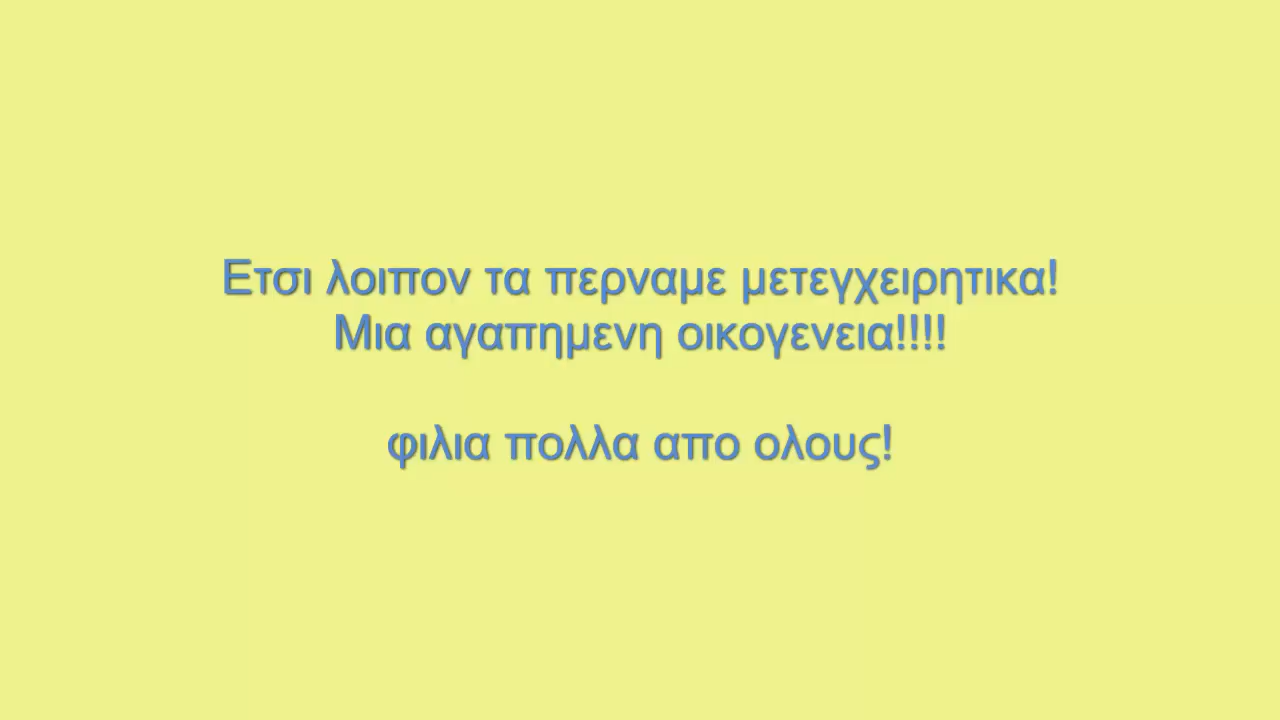 Ετσι λοιπον τα περναμε μετεγχειρητικα!
Μια αγαπημενη οικογενεια!!!!
φιλια πολλα απο ολους!